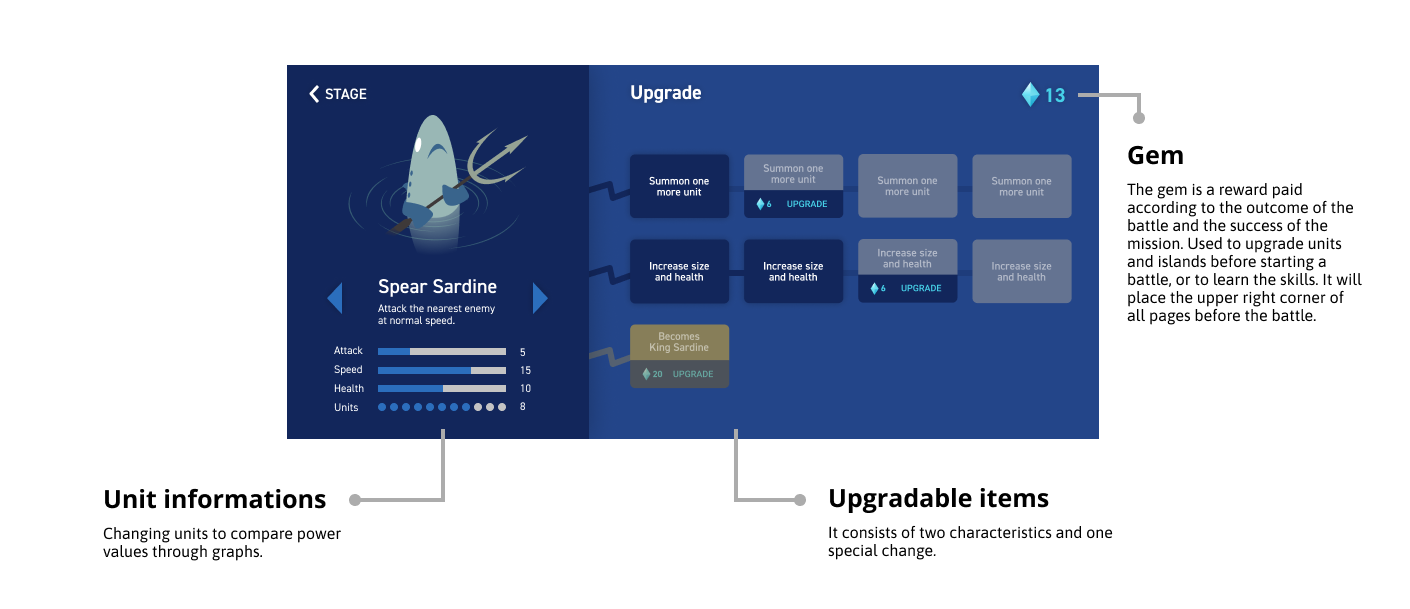 STAGE
Upgrade
13
Summon one
more unit
Summon one
more unit
6 UPGRADE
Summon one
more unit
Summon one
more unit
Increase size
and health
Increase size
and health
Increase size
and health
6 UPGRADE
Increase size
and health
Becomes
King Sardine
20 UPGRADE
Spear Sardine
Attack the nearest enemy
at normal speed.
Attack 5
Speed 15
Health 10
Units 8
Gem
The gem is a reward paid
according to the outcome of the
battle and the success of the
mission. Used to upgrade units
and islands before starting a
battle, or to learn the skills. It will
place the upper right corner of
all pages before the battle.
Unit informations
Changing units to compare power
values through graphs.
Upgradable items
It consists of two characteristics and one
special change.